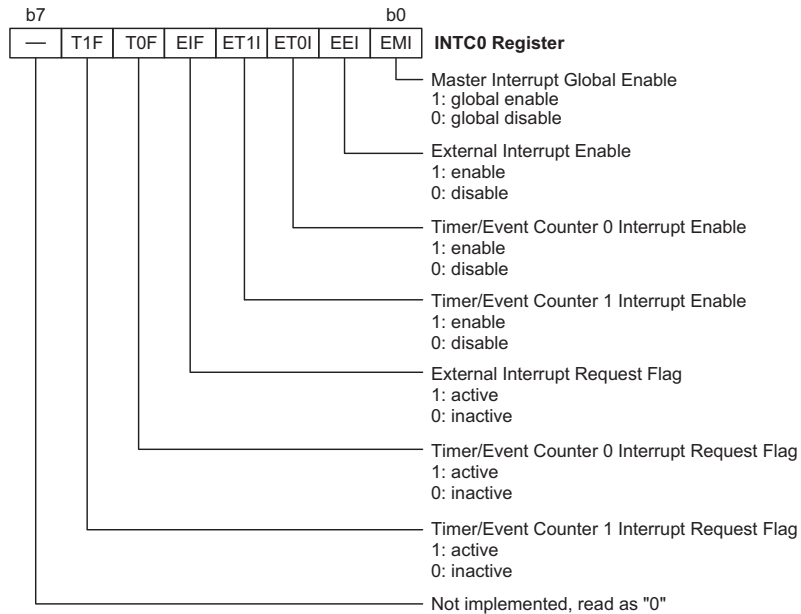 b7 b0
— T1F T0F EIF ET1I ET0I EEI EMI INTC0 Register
Master Interrupt Global Enable
1: global enable
0: global disable
External Interrupt Enable
1: enable
0: disable
Timer/Event Counter 0 Interrupt Enable
1: enable
0: disable
Timer/Event Counter 1 Interrupt Enable
1: enable
0: disable
External Interrupt Request Flag
1: active
0: inactive
Timer/Event Counter 0 Interrupt Request Flag
1: active
0: inactive
Timer/Event Counter 1 Interrupt Request Flag
1: active
0: inactive
Not implemented, read as "0"